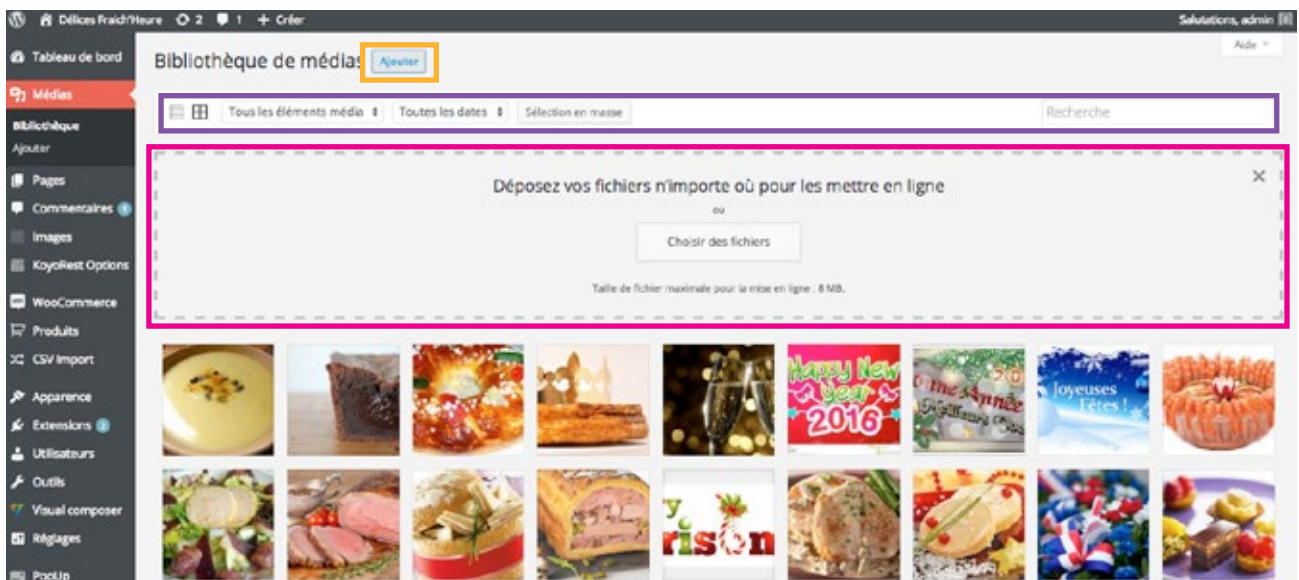 Délices Fraich'Heure 2 1 + Créer
Salutations, admin
Aide
Tableau de bord
Médias
Bibliothèque
Ajouter
Pages
Commentaires 1
Images
KoyoRest Options
WooCommerce
Produits
CSV Import
Apparence
Extensions 2
Utilisateurs
Outils
Visual composer
Réglages
PopUp
Bibliothèque de médias Ajouter
Tous les éléments média Toutes les dates Sélection en masse Recherche
Déposez vos fichiers n'importe où pour les mettre en ligne
ou
Choisir des fichiers
Taille de fichier maximale pour la mise en ligne : 8 MB.
Happy New
year
2016
Joyeuses
Fêtes !